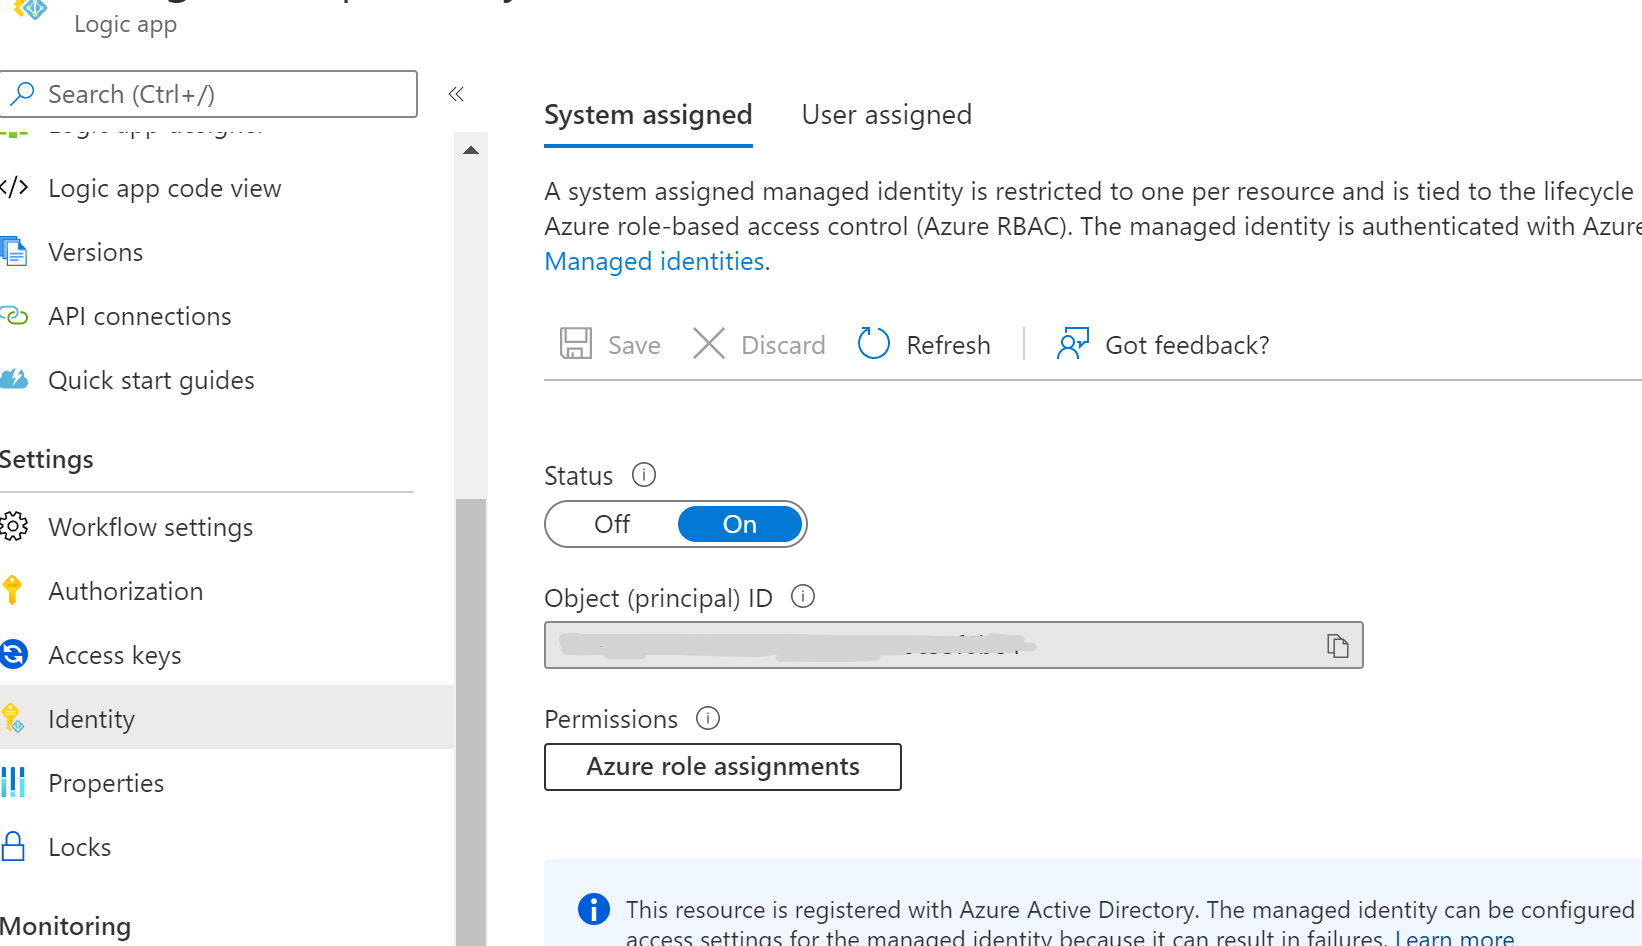 Logic app
Search (Ctrl+/)
«
Logic app designer
Logic app code view
Versions
API connections
Quick start guides
Settings
Workflow settings
Authorization
Access keys
Identity
Properties
Locks
Monitoring
System assigned User assigned
A system assigned managed identity is restricted to one per resource and is tied to the lifecycle
Azure role-based access control (Azure RBAC). The managed identity is authenticated with Azure
Managed identities.
Save Discard Refresh Got feedback?
Status
Off On
Object (principal) ID
Permissions
Azure role assignments
This resource is registered with Azure Active Directory. The managed identity can be configured
access settings for the managed identity because it can result in failures. Learn more